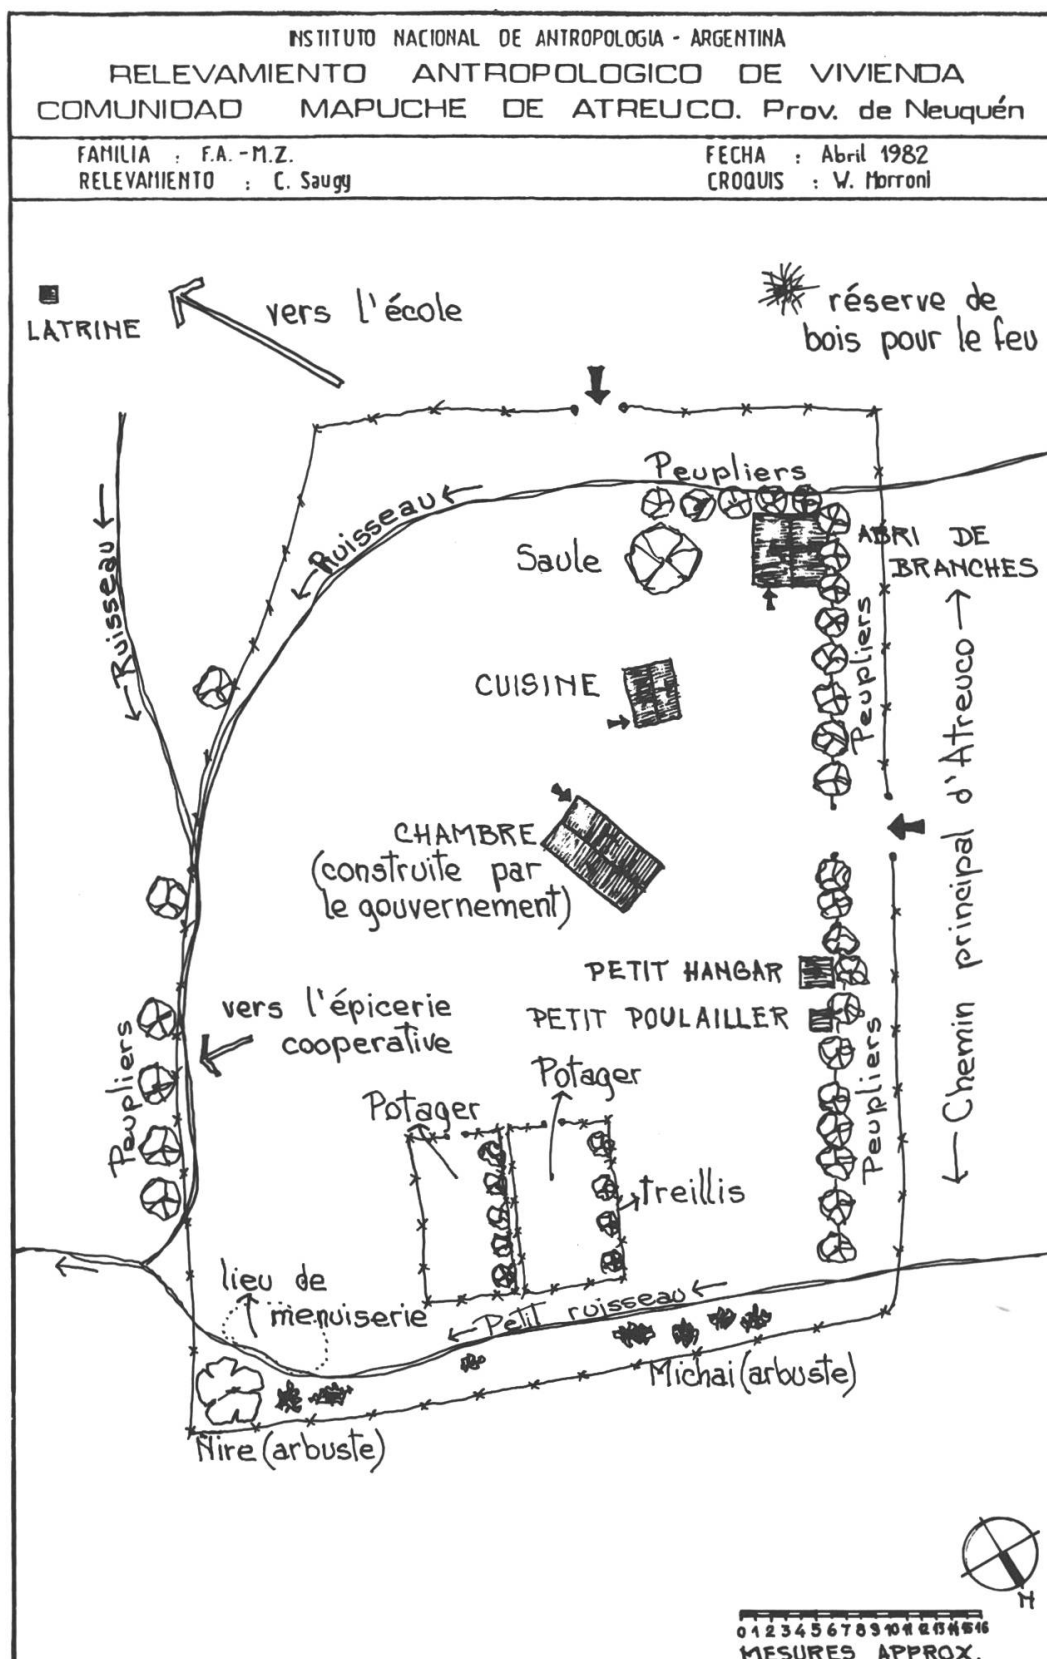 INSTITUTO NACIONAL DE ANTROPOLOGIA - ARGENTINA
RELEVAMIENTO ANTROPOLOGICO DE VIVIENDA
COMUNIDAD MAPUCHE DE ATREUCO. Prov. de Neuquén
FAMILIA : F.A. - M.Z.
FECHA : Abril 1982
RELEVAMIENTO : C. Saugy
CROQUIS : W. Morroni
LATRINE
vers l'école
réserve de
bois pour le feu
Peupliers
Ruisseau
Ruisseau
Saule
ABRI DE
BRANCHES
Peupliers
CUISINE
Chemin principal d'Atreuco
CHAMBRE
(construite par
le gouvernement)
PETIT HANGAR
PETIT POULAILLER
vers l'épicerie
cooperative
Peupliers
Peupliers
Potager
Potager
treillis
lieu de
menuiserie
Petit ruisseau
Michai (arbuste)
Ñire (arbuste)
N
0 1 2 3 4 5 6 7 8 9 10 11 12 13 14 15 16
MESURES APPROX.